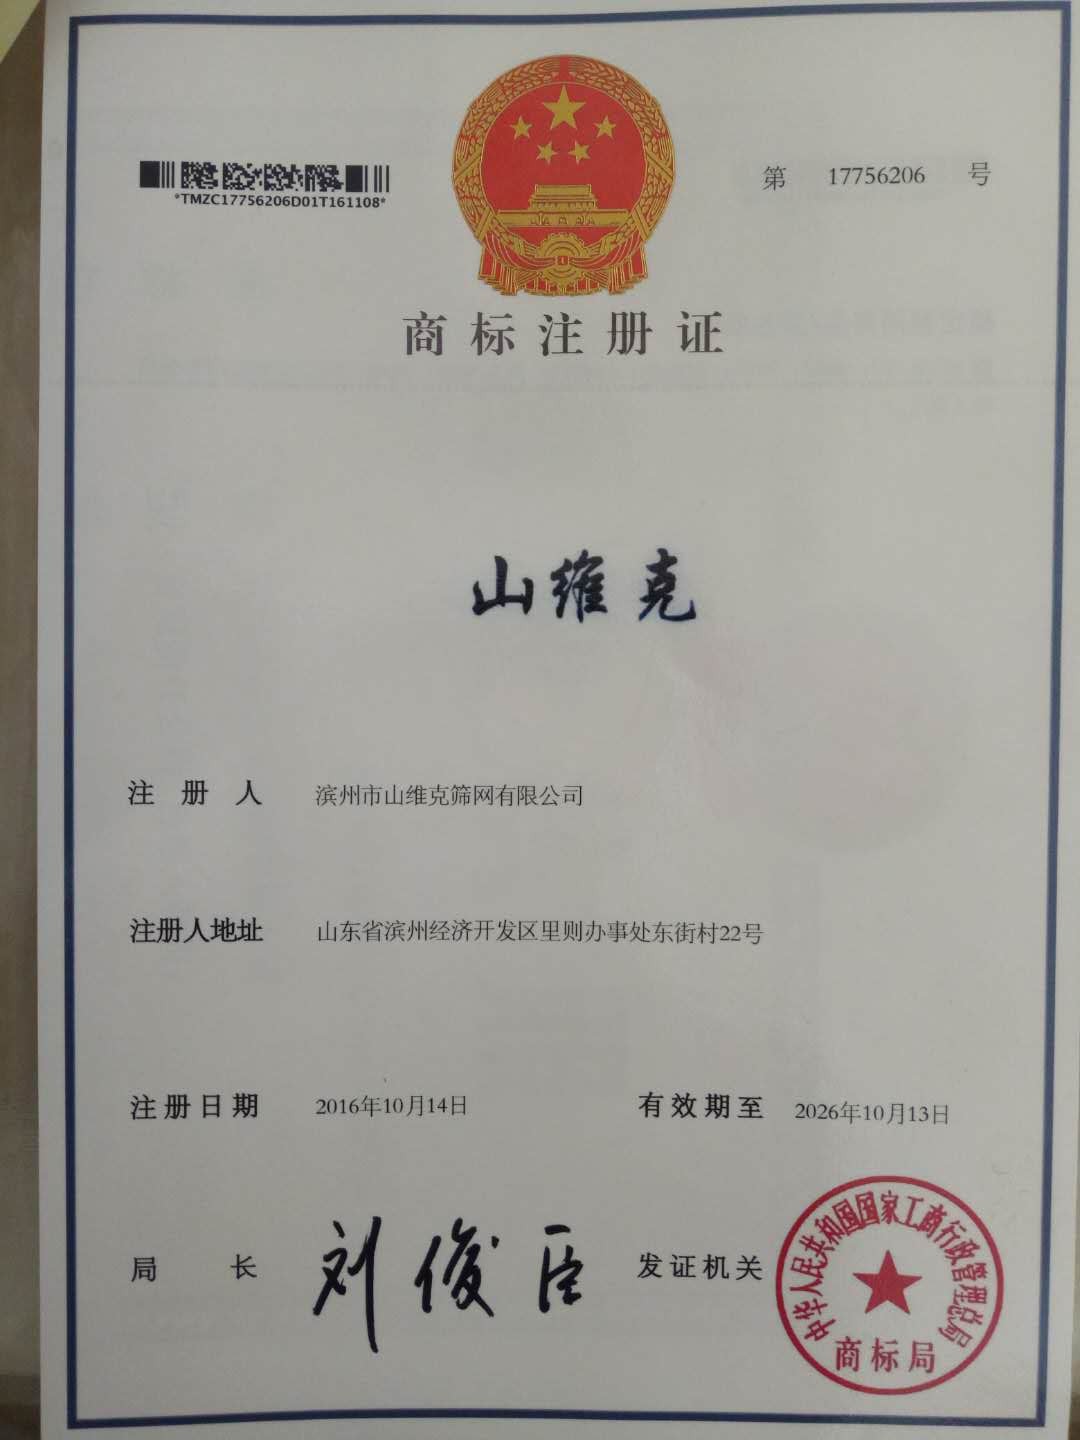 *TMZC17756206D01T161108*
第 17756206 号
商标注册证
山维克
注册人 滨州市山维克筛网有限公司
注册人地址 山东省滨州经济开发区里则办事处东街村22号
注册日期 2016年10月14日 有效期至 2026年10月13日
局长 刘俊臣 发证机关
中华人民共和国国家工商行政管理总局
商标局